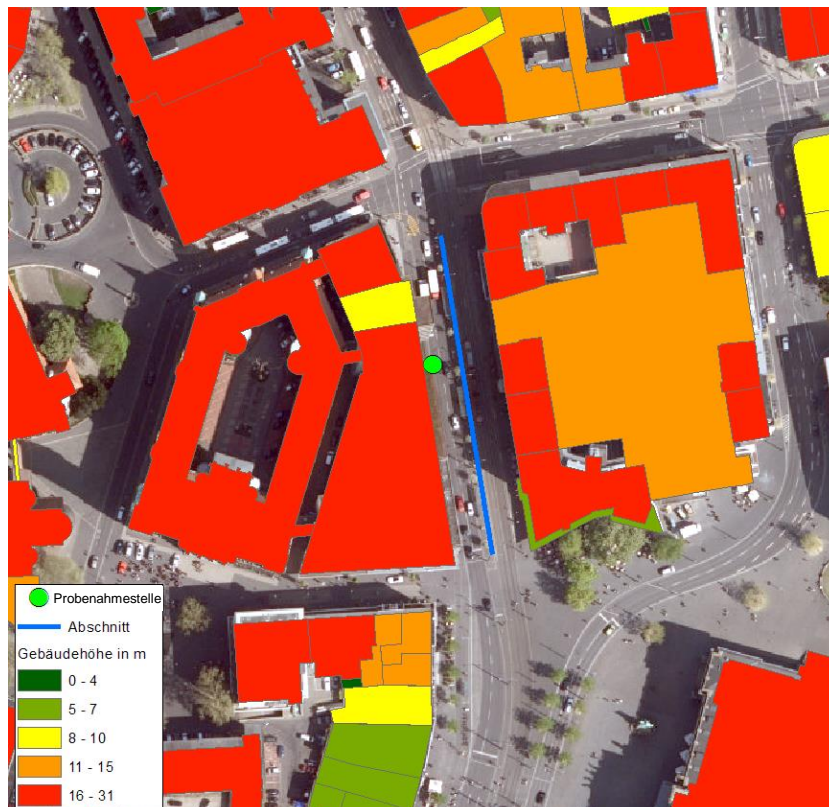 Probenahmestelle
Abschnitt
Gebäudehöhe in m
0 - 4
5 - 7
8 - 10
11 - 15
16 - 31